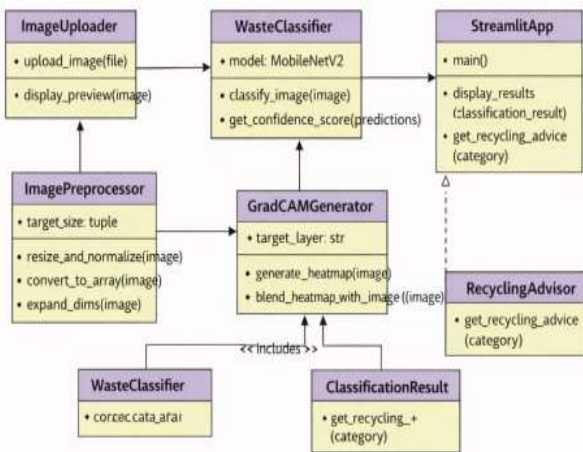 ImageUploader
• upload_image(file)
• display_preview(image)
WasteClassifier
• model: MobileNetV2
• classify_image(image)
• get_confidence_score(predictions)
StreamlitApp
• main()
• display_results
(classification_result)
• get_recycling_advice
(category)
ImagePreprocessor
• target_size: tuple
• resize_and_normalize(image)
• convert_to_array(image)
• expand_dims(image)
GradCAMGenerator
• target_layer: str
• generate_heatmap(image)
• blend_heatmap_with_image((image)
RecyclingAdvisor
• get_recycling_advice
(category)
<< includes >>
WasteClassifier
ClassificationResult
• get_recycling_+
(category)